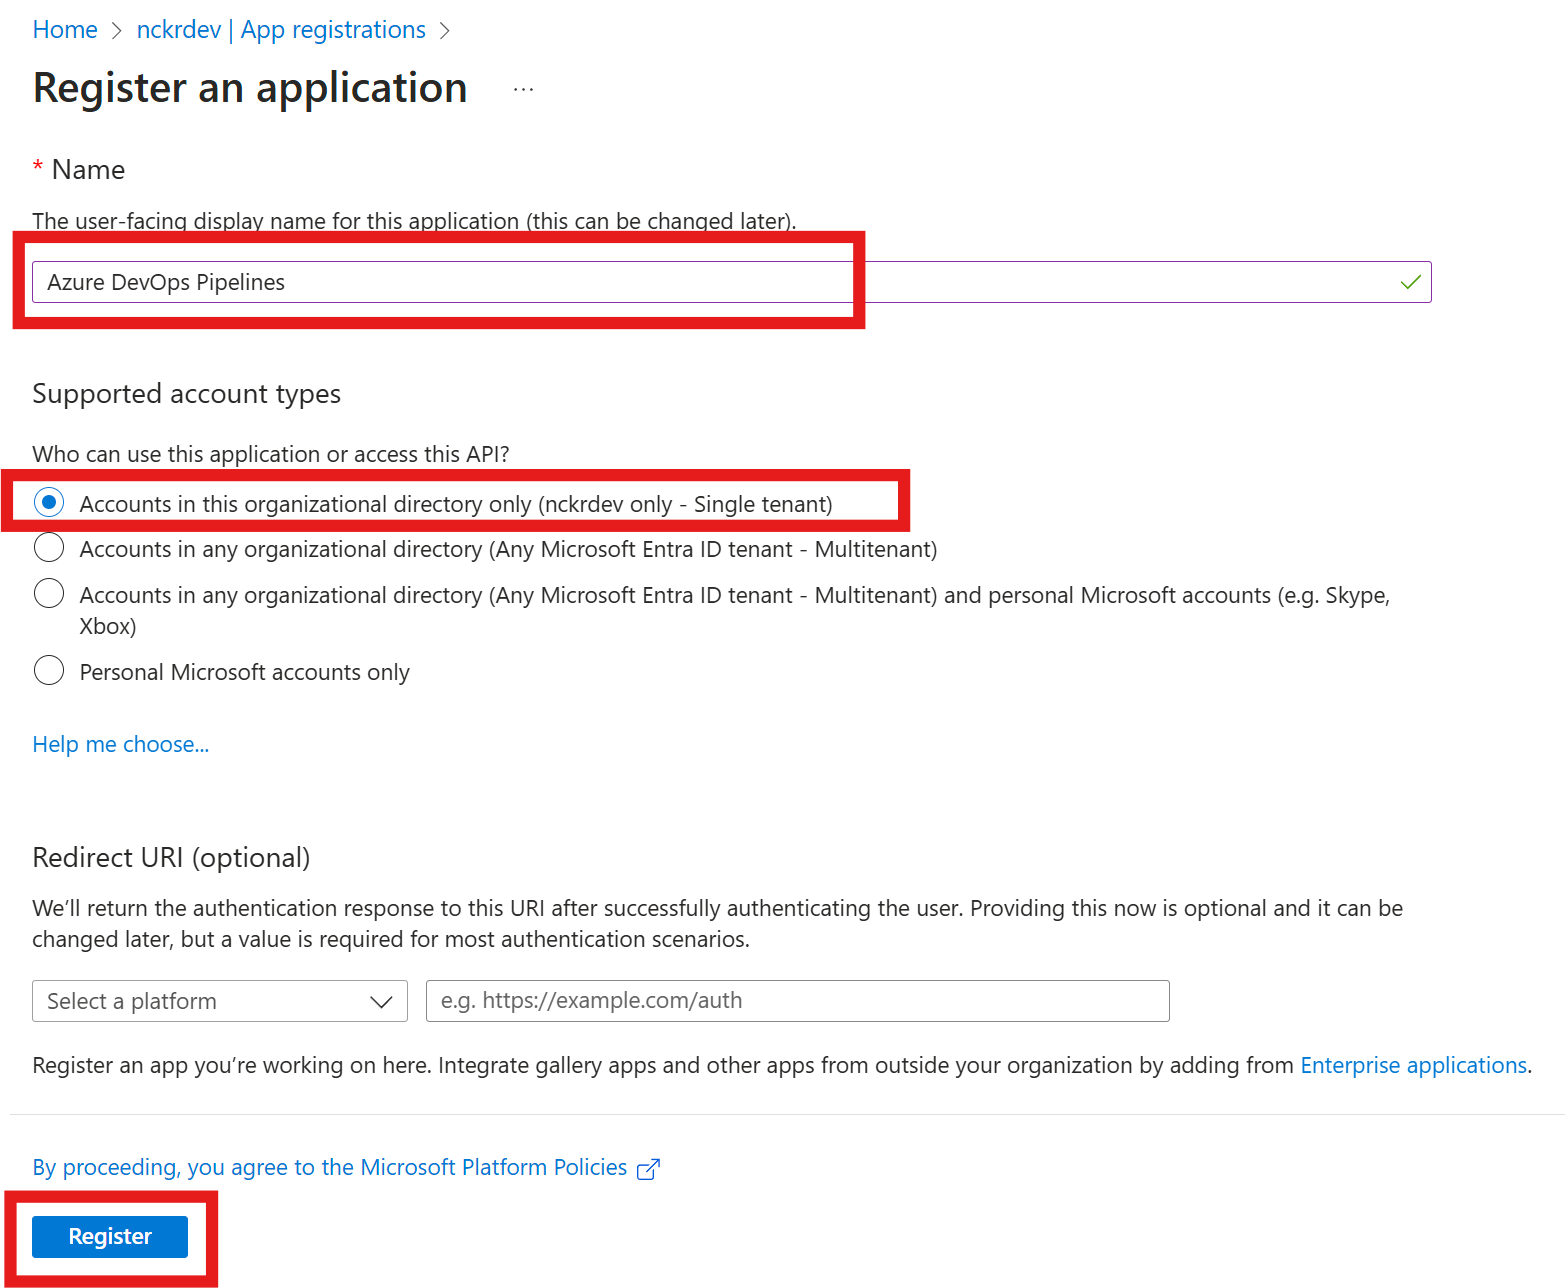 Home > nckrdev | App registrations >
Register an application ...
* Name
The user-facing display name for this application (this can be changed later).
Azure DevOps Pipelines
Supported account types
Who can use this application or access this API?
Accounts in this organizational directory only (nckrdev only - Single tenant)
Accounts in any organizational directory (Any Microsoft Entra ID tenant - Multitenant)
Accounts in any organizational directory (Any Microsoft Entra ID tenant - Multitenant) and personal Microsoft accounts (e.g. Skype,
Xbox)
Personal Microsoft accounts only
Help me choose...
Redirect URI (optional)
We’ll return the authentication response to this URI after successfully authenticating the user. Providing this now is optional and it can be
changed later, but a value is required for most authentication scenarios.
Select a platform
e.g. https://example.com/auth
Register an app you’re working on here. Integrate gallery apps and other apps from outside your organization by adding from Enterprise applications.
By proceeding, you agree to the Microsoft Platform Policies
Register